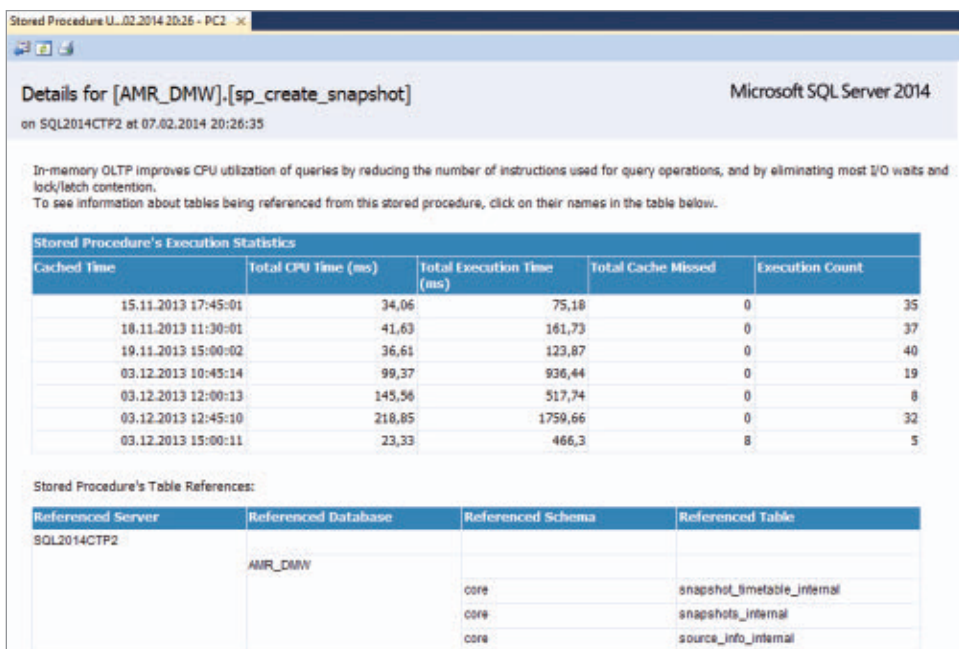 Stored Procedure U...02.2014 20:26 - PC2 ×
Details for [AMR_DMW].[sp_create_snapshot]
Microsoft SQL Server 2014
on SQL2014CTP2 at 07.02.2014 20:26:35
In-memory OLTP improves CPU utilization of queries by reducing the number of instructions used for query operations, and by eliminating most I/O waits and
lock/latch contention.
To see information about tables being referenced from this stored procedure, click on their names in the table below.
Stored Procedure's Execution Statistics
Cached Time Total CPU Time (ms) Total Execution Time (ms) Total Cache Missed Execution Count
15.11.2013 17:45:01 34,06 75,18 0 35
18.11.2013 11:30:01 41,63 161,73 0 37
19.11.2013 15:00:02 36,61 123,87 0 40
03.12.2013 10:45:14 99,37 936,44 0 19
03.12.2013 12:00:13 145,56 517,74 0 8
03.12.2013 12:45:10 218,85 1759,66 0 32
03.12.2013 15:00:11 23,33 466,3 8 5
Stored Procedure's Table References:
Referenced Server Referenced Database Referenced Schema Referenced Table
SQL2014CTP2
AMR_DMW
core snapshot_timetable_internal
core snapshots_internal
core source_info_internal